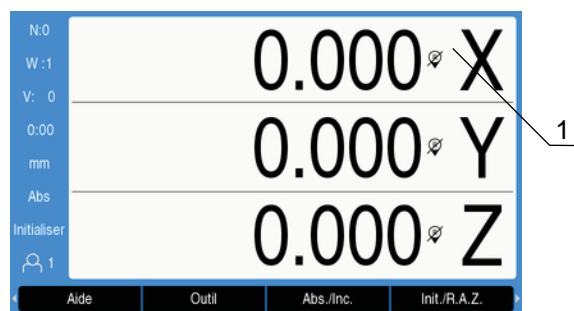 N:0
W :1
V: 0
0:00
mm
Abs
Initialiser
1
0.000 X
0.000 Y
0.000 Z
1
Aide Outil Abs./Inc. Init./R.A.Z.